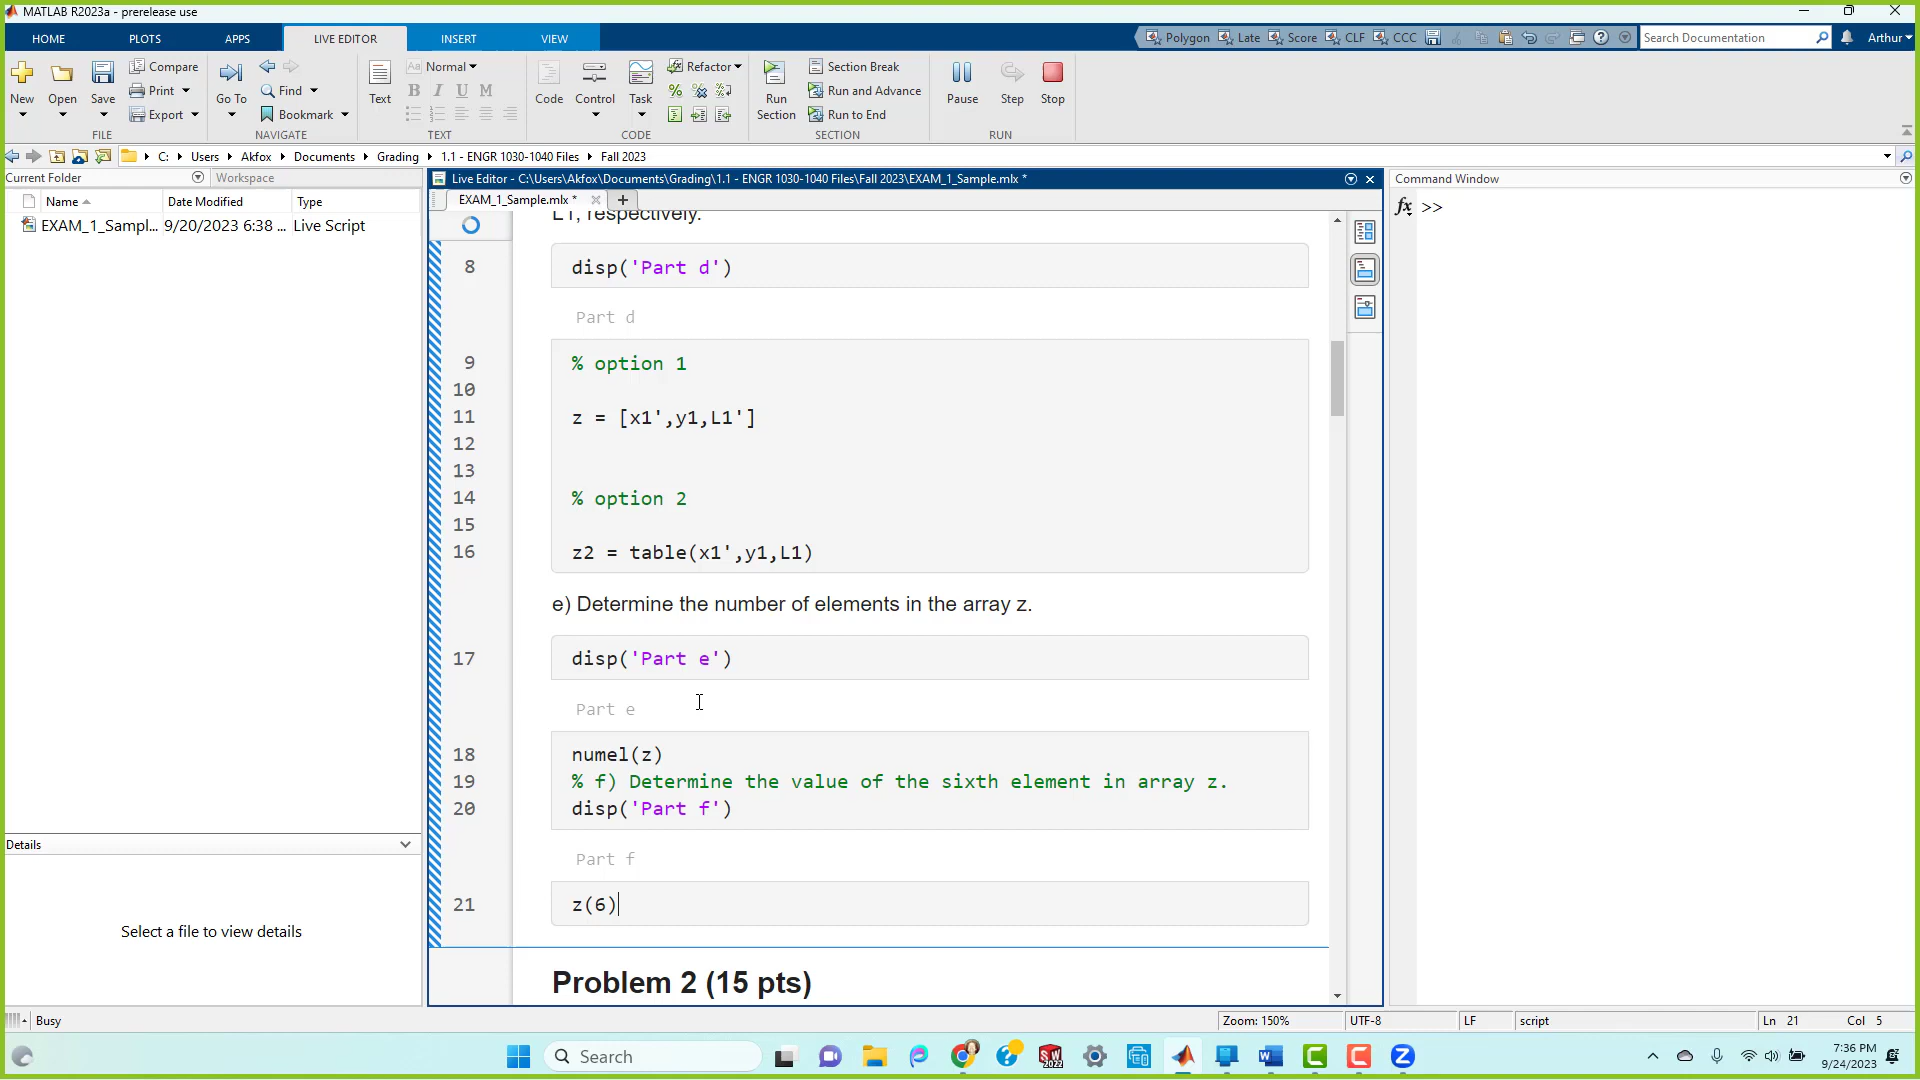 MATLAB R2023a - prerelease use
HOME PLOTS APPS LIVE EDITOR INSERT VIEW
Polygon Late Score CLF CCC Search Documentation Arthur
New Open Save Compare Print Export FILE
Go To Find Bookmark NAVIGATE
Text Aa Normal B I U M TEXT
Code Control Task Refactor CODE
Run Section Section Break Run and Advance Run to End SECTION
Pause Step Stop RUN
C: Users Akfox Documents Grading 1.1 - ENGR 1030-1040 Files Fall 2023
Current Folder Workspace
Name Date Modified Type
EXAM_1_Sampl... 9/20/2023 6:38 ... Live Script
Details
Select a file to view details
Live Editor - C:\Users\Akfox\Documents\Grading\1.1 - ENGR 1030-1040 Files\Fall 2023\EXAM_1_Sample.mlx *
EXAM_1_Sample.mlx *
L1, respectively.
8 disp('Part d')
Part d
9 % option 1
10
11 z = [x1',y1,L1']
12
13
14 % option 2
15
16 z2 = table(x1',y1,L1)
e) Determine the number of elements in the array z.
17 disp('Part e')
Part e
18 numel(z)
19 % f) Determine the value of the sixth element in array z.
20 disp('Part f')
Part f
21 z(6)
Problem 2 (15 pts)
Command Window
fx >>
Busy Zoom: 150% UTF-8 LF script Ln 21 Col 5
Search
SW 2022
7:36 PM
9/24/2023